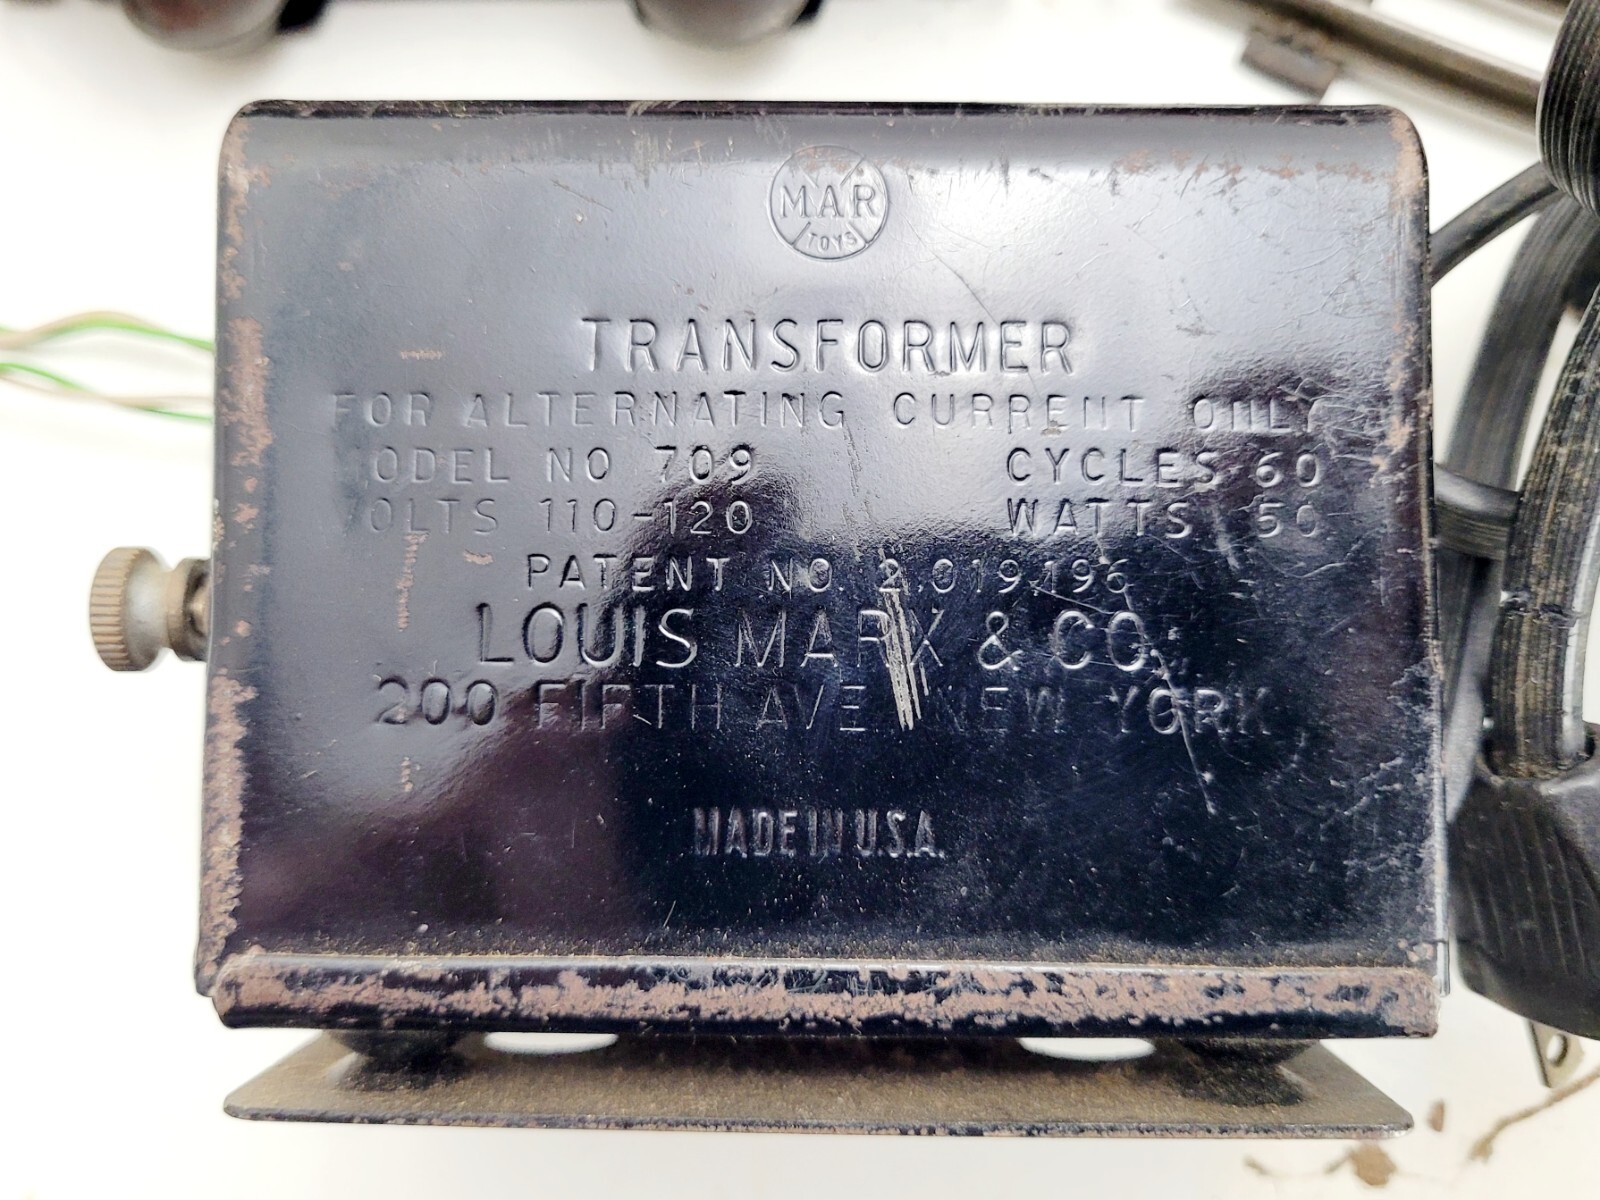 MAR
TOYS
TRANSFORMER
FOR ALTERNATING CURRENT ONLY
MODEL NO 709 CYCLES 60
VOLTS 110-120 WATTS 50
PATENT NO. 2,019,196
LOUIS MARX & CO.
200 FIFTH AVE. NEW YORK
MADE IN U.S.A.